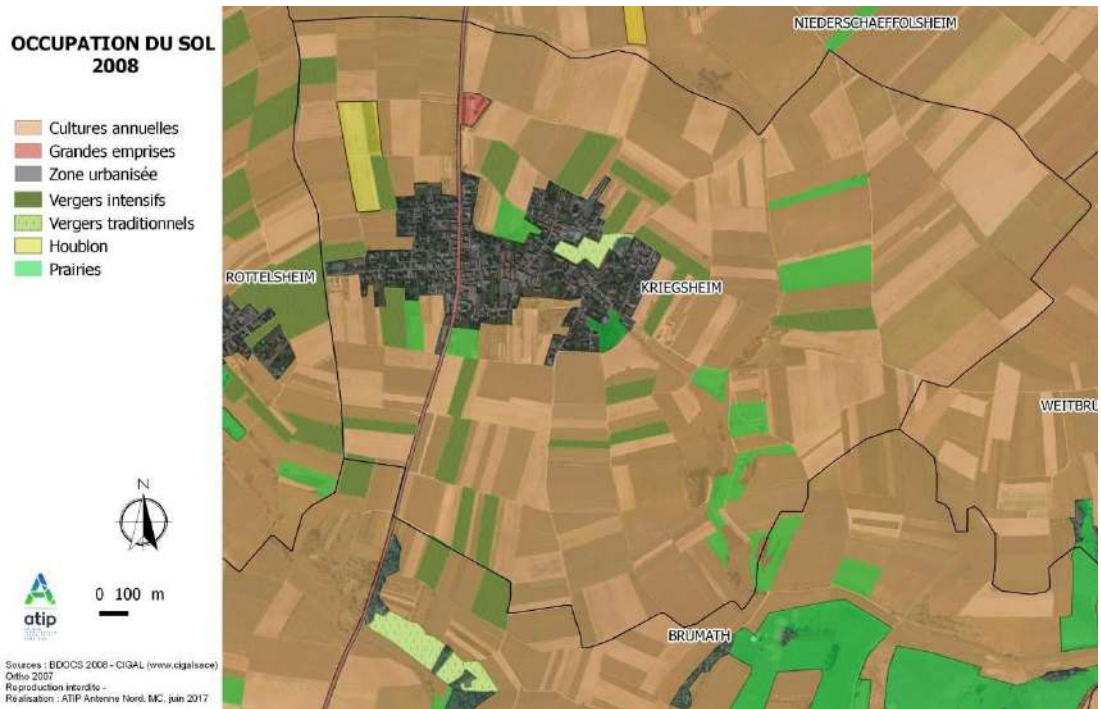 OCCUPATION DU SOL
2008
Cultures annuelles
Grandes emprises
Zone urbanisée
Vergers intensifs
Vergers traditionnels
Houblon
Prairies
N
0 100 m
atip
Sources : BDOCS 2008 - CIGAL (www.cigalsace)
Ortho 2007
Reproduction interdite -
Réalisation : ATIP Antenne Nord. MC, juin 2017
NIEDERSCHAEFFOLSHEIM
ROTTELSHEIM
KRIEGSHEIM
WEITBRU
BRUMATH